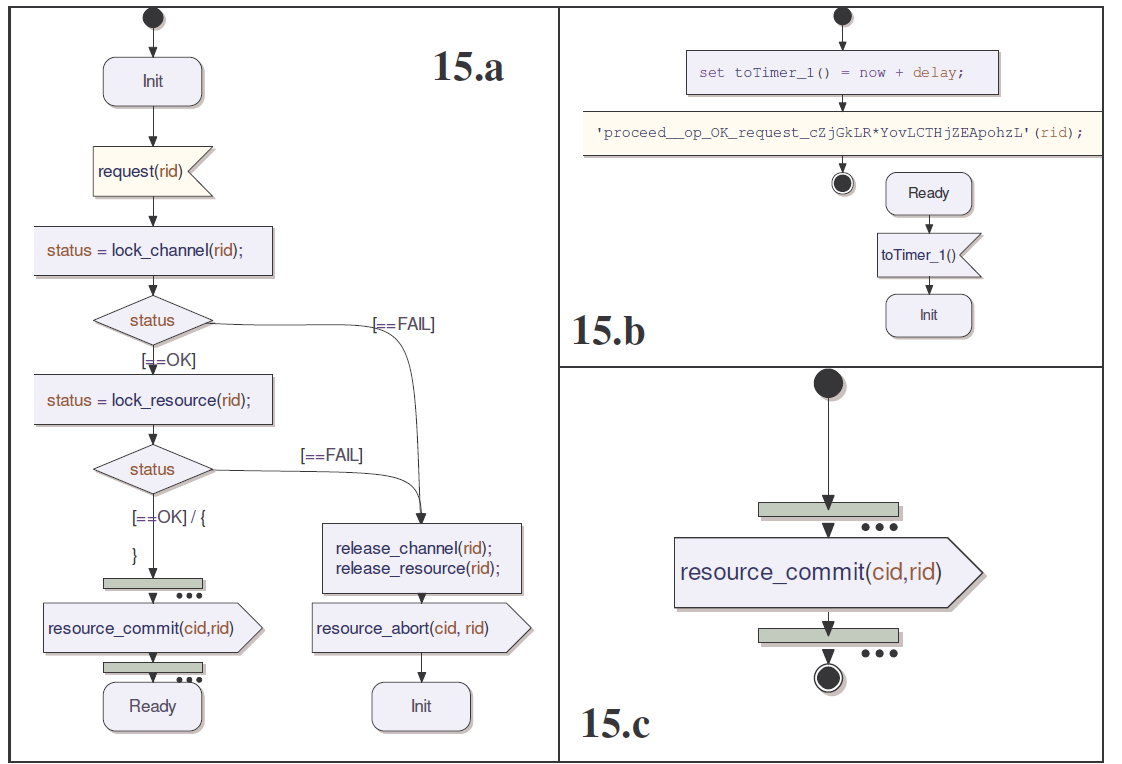 15.a
Init
request(rid)
status = lock_channel(rid);
status
[==FAIL]
[==OK]
status = lock_resource(rid);
status
[==FAIL]
[==OK] / {
}
release_channel(rid);
release_resource(rid);
resource_commit(cid,rid)
resource_abort(cid, rid)
Ready
Init
set toTimer_1() = now + delay;
'proceed__op_OK_request_cZjGkLR*YovLCTHjZEApohzL'(rid);
Ready
toTimer_1()
Init
15.b
resource_commit(cid,rid)
15.c